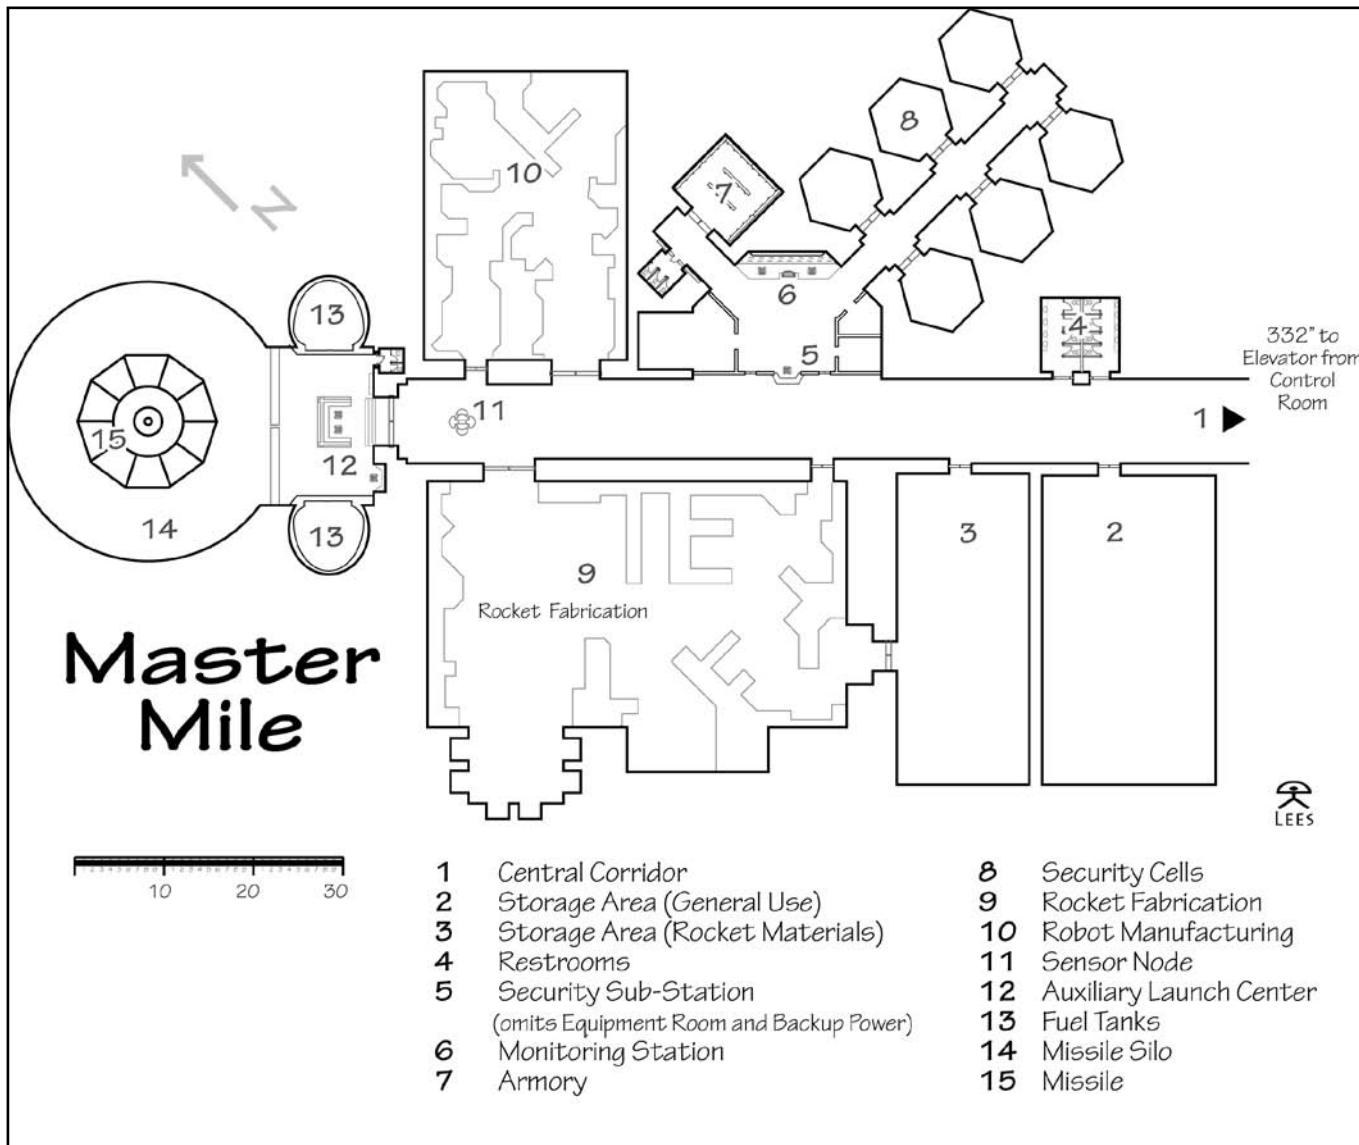 8
10
7
N
6
13
4
332" to
Elevator from
Control
Room
5
11
1
15
12
14
13
3
2
9
Rocket Fabrication
Master
Mile
LEES
10 20 30
1 Central Corridor
2 Storage Area (General Use)
3 Storage Area (Rocket Materials)
4 Restrooms
5 Security Sub-Station
(omits Equipment Room and Backup Power)
6 Monitoring Station
7 Armory
8 Security Cells
9 Rocket Fabrication
10 Robot Manufacturing
11 Sensor Node
12 Auxiliary Launch Center
13 Fuel Tanks
14 Missile Silo
15 Missile